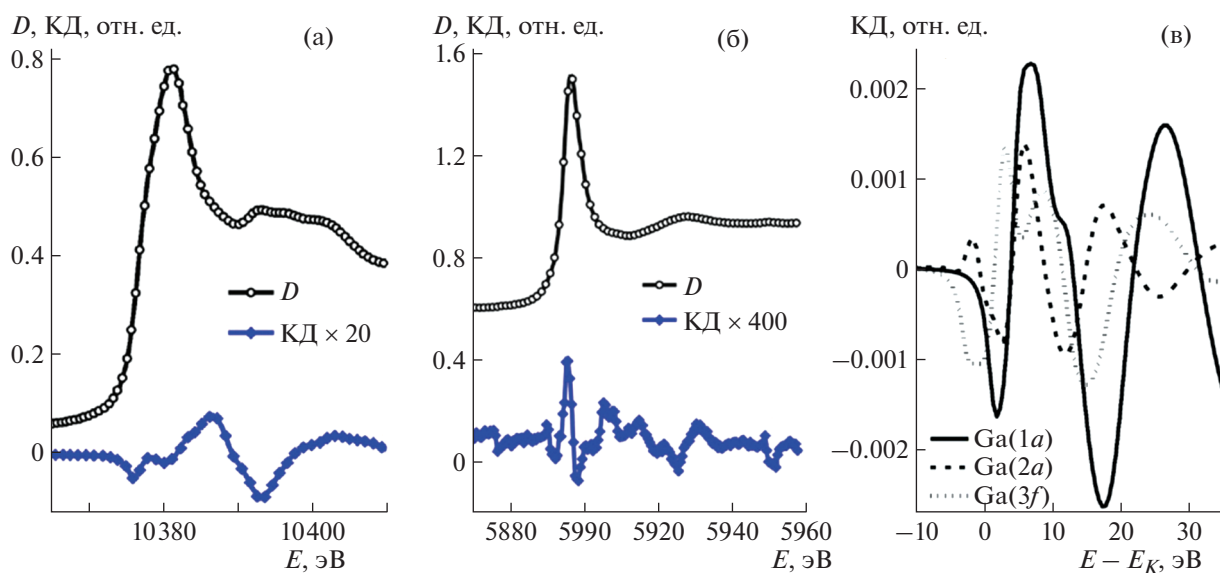 D, КД, отн. ед.
(а)
0.8
0.6
0.4
0.2
0
D
КД × 20
10380
10400
E, эВ
D, КД, отн. ед.
(б)
1.6
1.2
0.8
0.4
0
D
КД × 400
5880
5990
5920
5940
5960
E, эВ
КД, отн. ед.
(в)
0.002
0.001
0
−0.001
−0.002
Ga(1a)
Ga(2a)
Ga(3f)
−10
0
10
20
30
E − E_K, эВ